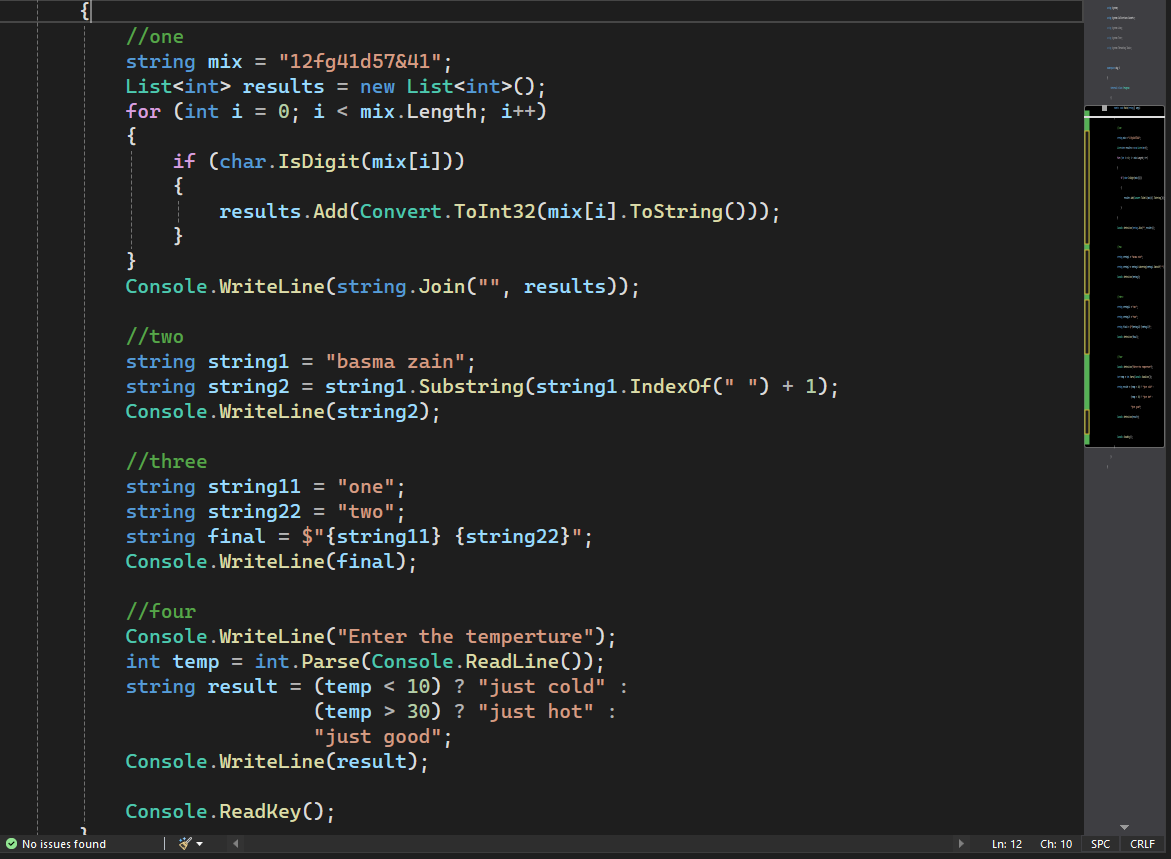 {
//one
string mix = "12fg41d57&41";
List<int> results = new List<int>();
for (int i = 0; i < mix.Length; i++)
{
if (char.IsDigit(mix[i]))
{
results.Add(Convert.ToInt32(mix[i].ToString()));
}
}
Console.WriteLine(string.Join("", results));
//two
string string1 = "basma zain";
string string2 = string1.Substring(string1.IndexOf(" ") + 1);
Console.WriteLine(string2);
//three
string string11 = "one";
string string22 = "two";
string final = $"{string11} {string22}";
Console.WriteLine(final);
//four
Console.WriteLine("Enter the temperture");
int temp = int.Parse(Console.ReadLine());
string result = (temp < 10) ? "just cold" :
(temp > 30) ? "just hot" :
"just good";
Console.WriteLine(result);
Console.ReadKey();
}
No issues found
Ln: 12 Ch: 10 SPC CRLF